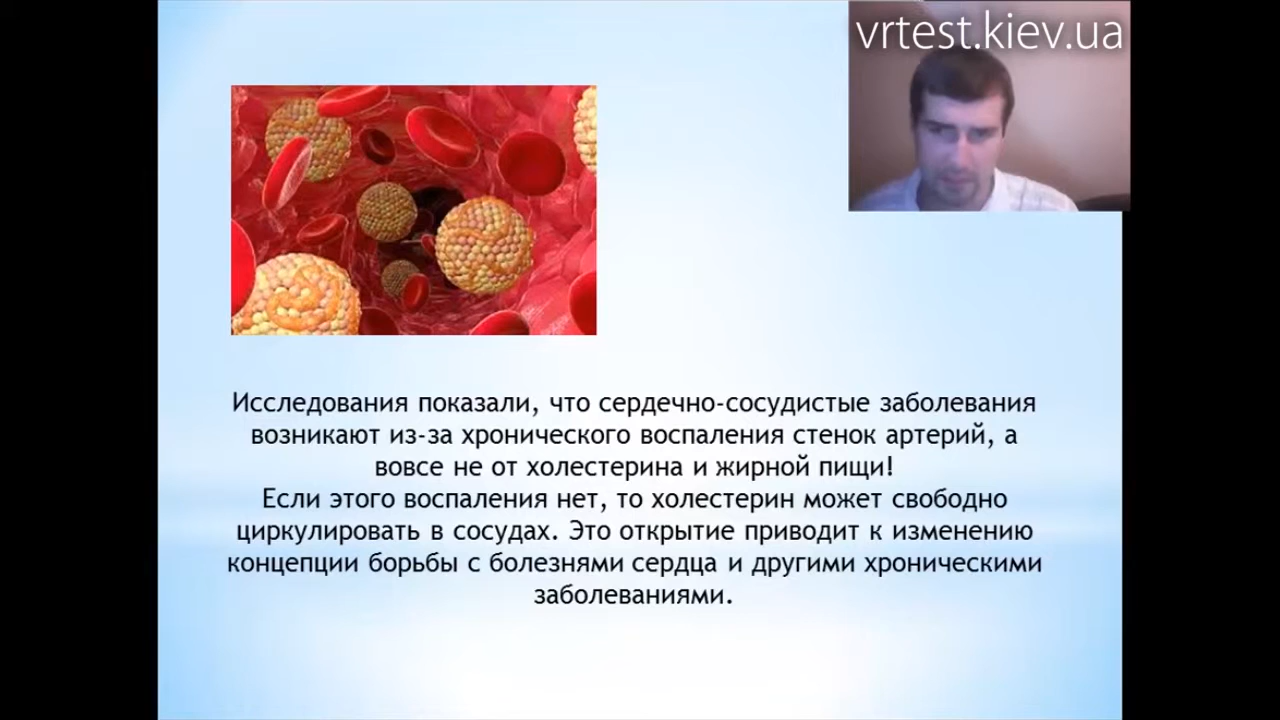 vrtest.kiev.ua
Исследования показали, что сердечно-сосудистые заболевания
возникают из-за хронического воспаления стенок артерий, а
вовсе не от холестерина и жирной пищи!
Если этого воспаления нет, то холестерин может свободно
циркулировать в сосудах. Это открытие приводит к изменению
концепции борьбы с болезнями сердца и другими хроническими
заболеваниями.